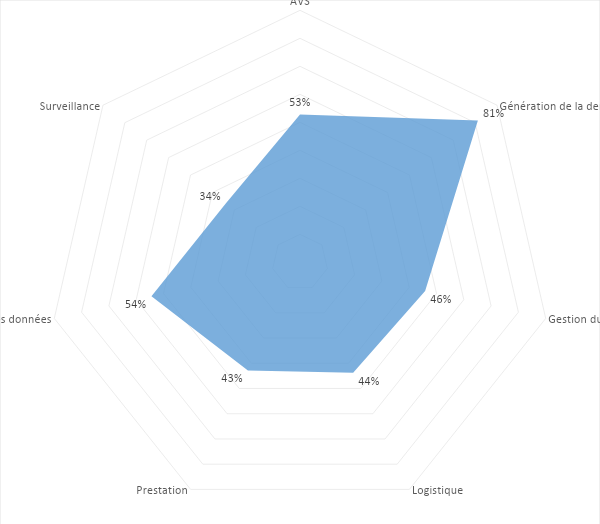 AVS
53%
Génération de la de
81%
Surveillance
34%
46%
54%
s données
Gestion du
44%
43%
Prestation
Logistique